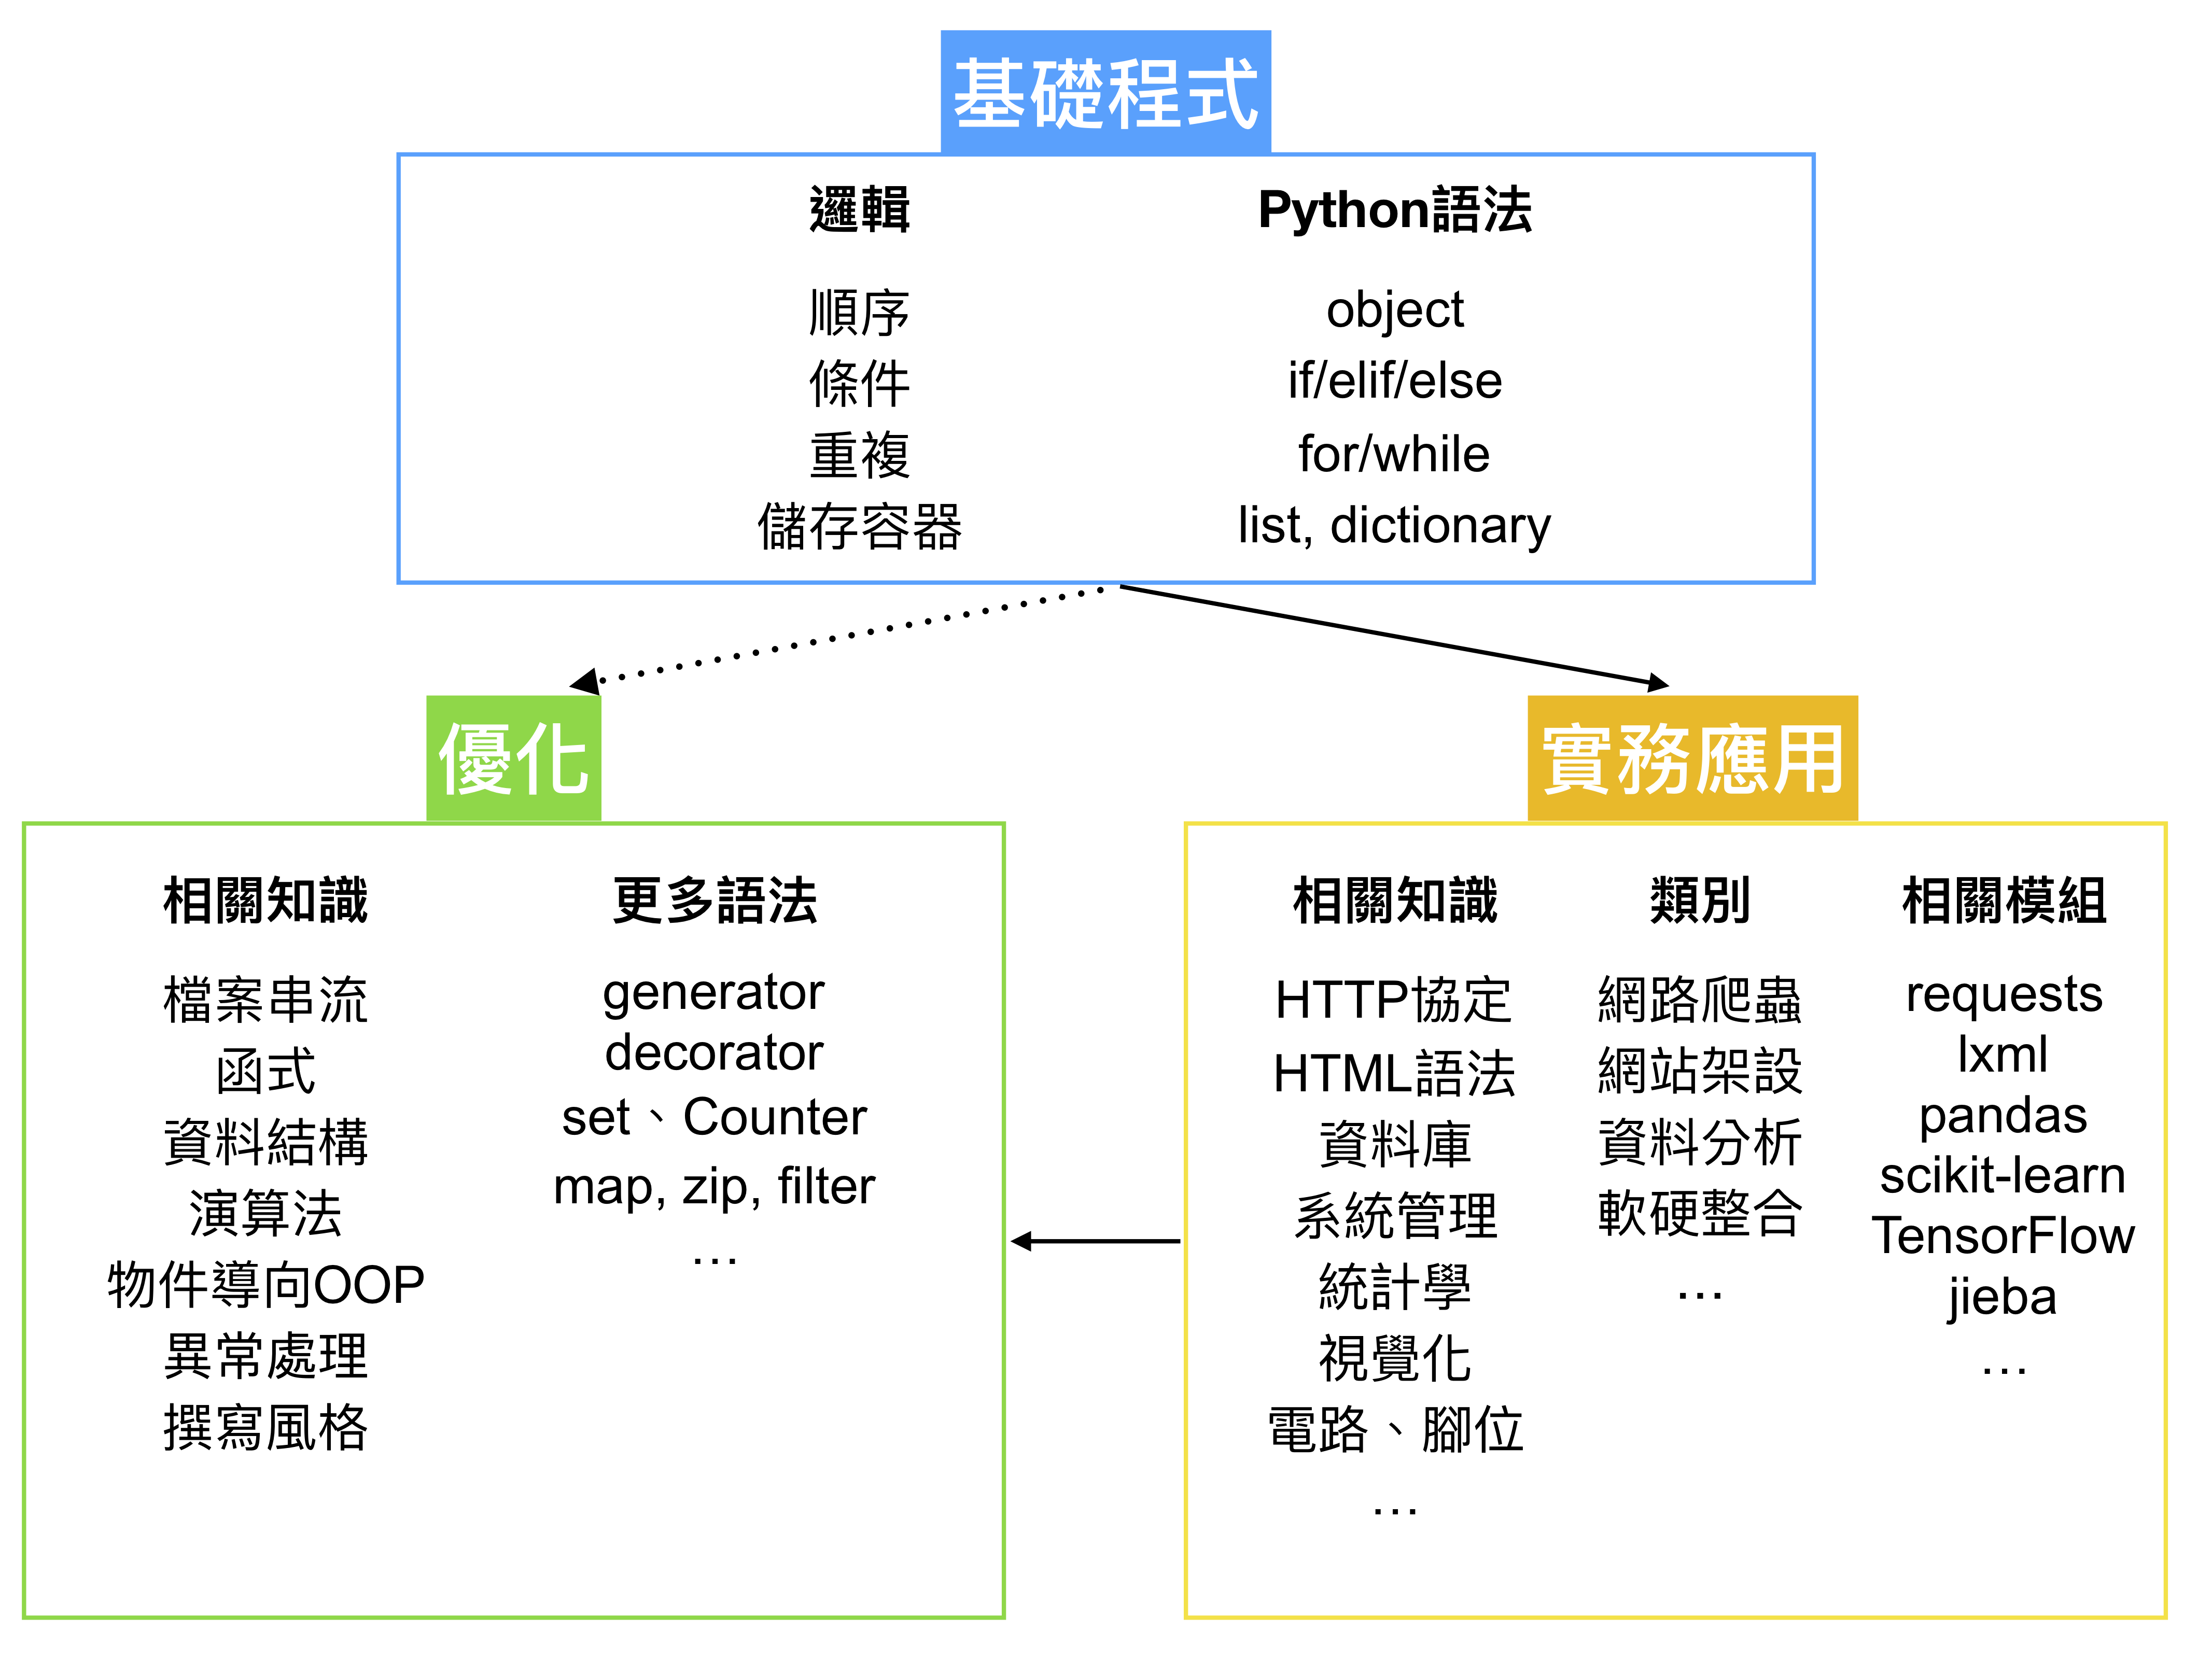 基礎程式
邏輯 Python語法
順序 object
條件 if/elif/else
重複 for/while
儲存容器 list, dictionary
優化
相關知識 更多語法
檔案串流 generator
函式 decorator
資料結構 set、Counter
演算法 map, zip, filter
物件導向OOP …
異常處理
撰寫風格
實務應用
相關知識 類別 相關模組
HTTP協定 網路爬蟲 requests
HTML語法 網站架設 lxml
資料庫 資料分析 pandas
系統管理 軟硬整合 scikit-learn
統計學 … TensorFlow
視覺化 jieba
電路、腳位 …
…